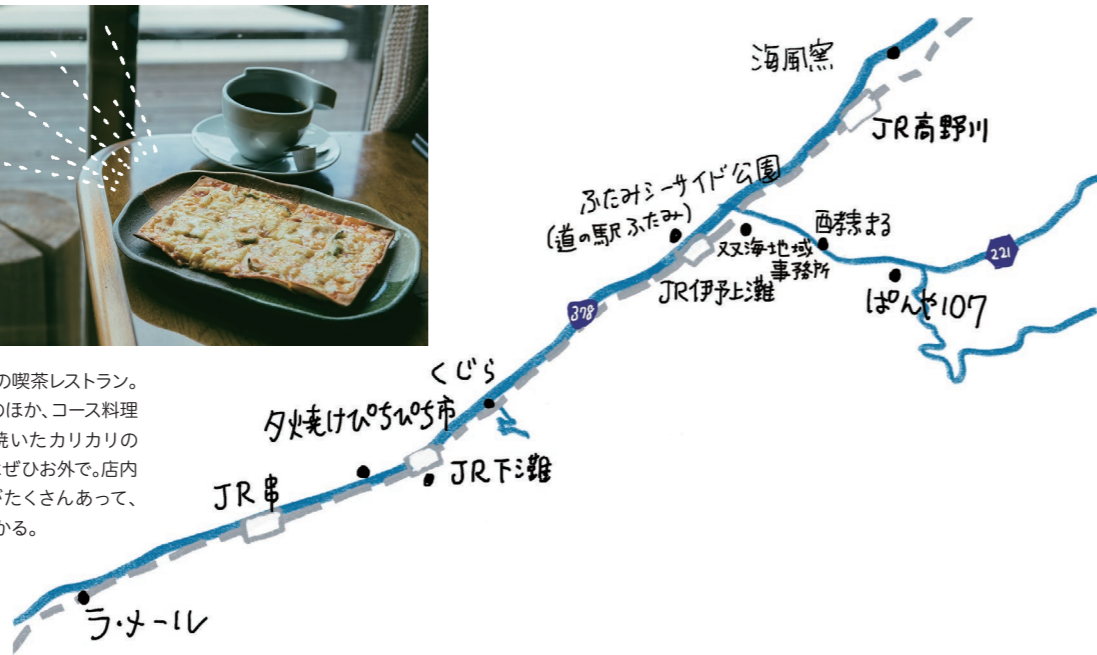 海風窯
JR高野川
ふたみシーサイド公園
(道の駅ふたみ)
双海地域
事務所
酵素まる
221
JR伊予上灘
ぱんや107
378
くじら
夕焼けぴちぴち市
JR下灘
JR串
ラ・メール
の喫茶レストラン。
のほか、コース料理
焼いたカリカリの
ぜひお外で。店内
がたくさんあって、
かる。